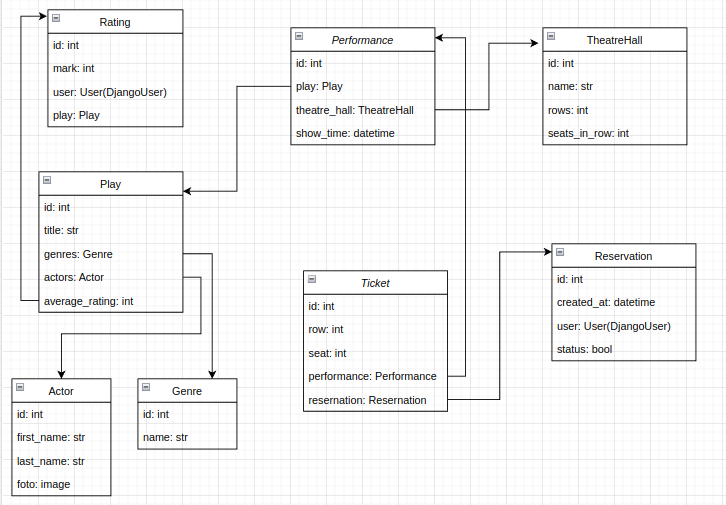 Rating
id: int
mark: int
user: User(DjangoUser)
play: Play
Performance
id: int
play: Play
theatre_hall: TheatreHall
show_time: datetime
TheatreHall
id: int
name: str
rows: int
seats_in_row: int
Play
id: int
title: str
genres: Genre
actors: Actor
average_rating: int
Ticket
id: int
row: int
seat: int
performance: Performance
resernation: Resernation
Reservation
id: int
created_at: datetime
user: User(DjangoUser)
status: bool
Actor
id: int
first_name: str
last_name: str
foto: image
Genre
id: int
name: str